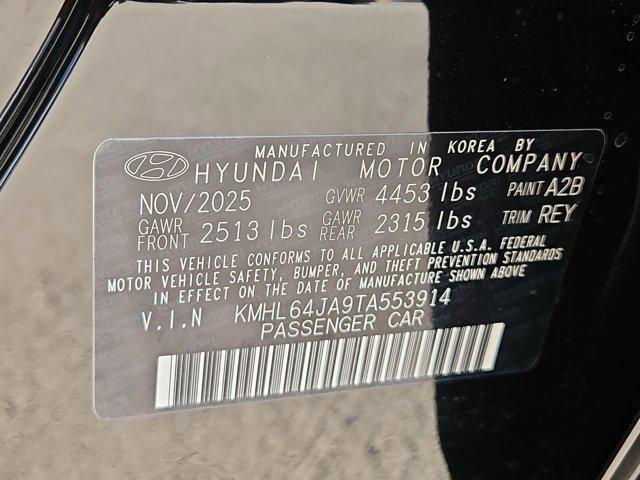 MANUFACTURED IN KOREA BY
HYUNDAI MOTOR COMPANY
NOV/2025 GVWR 4453 lbs PAINT A2B
GAWR FRONT 2513 lbs GAWR REAR 2315 lbs TRIM REY
THIS VEHICLE CONFORMS TO ALL APPLICABLE U.S.A. FEDERAL
MOTOR VEHICLE SAFETY, BUMPER, AND THEFT PREVENTION STANDARDS
IN EFFECT ON THE DATE OF MANUFACTURE SHOWN ABOVE
V.I.N KMHL64JA9TA553914
PASSENGER CAR